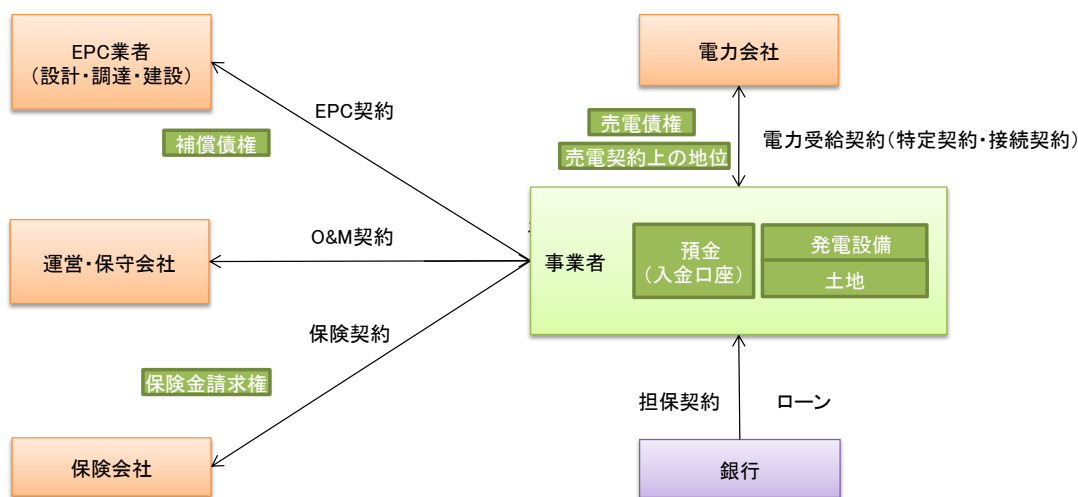 EPC業者
（設計・調達・建設）
電力会社
EPC契約
補償債権
売電債権
売電契約上の地位
電力受給契約（特定契約・接続契約）
運営・保守会社
O&M契約
事業者
預金
（入金口座）
発電設備
土地
保険契約
保険金請求権
担保契約
ローン
保険会社
銀行